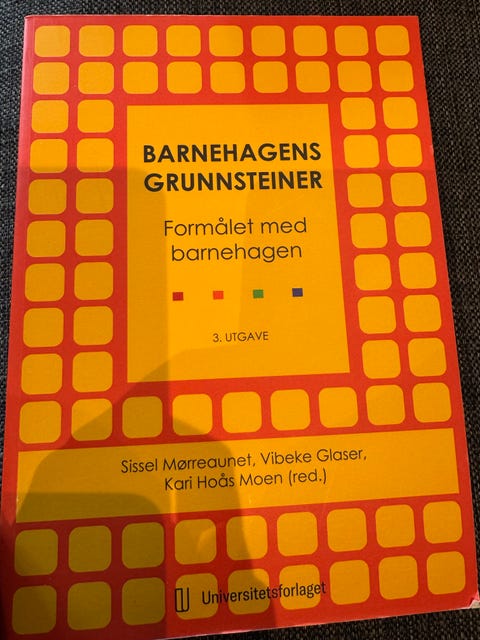 BARNEHAGENS
GRUNNSTEINER
Formålet med
barnehagen
3. UTGAVE
Sissel Mørreaunet, Vibeke Glaser,
Kari Hoås Moen (red.)
Universitetsforlaget